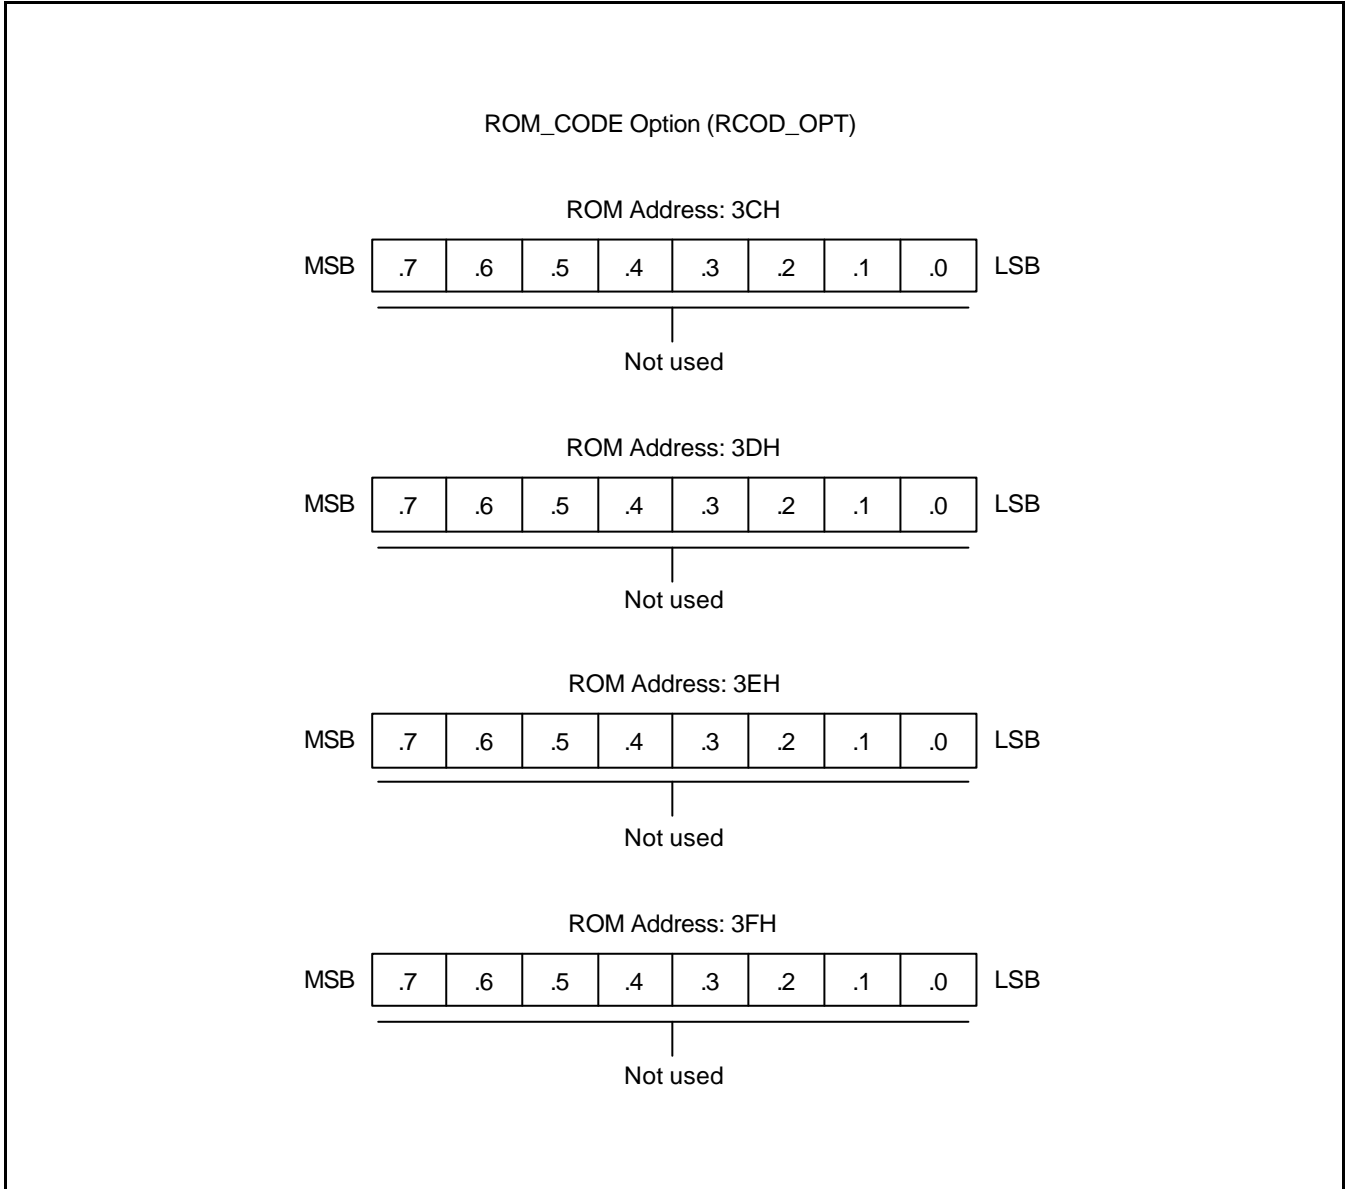 ROM_CODE Option (RCOD_OPT)
ROM Address: 3CH
MSB .7 .6 .5 .4 .3 .2 .1 .0 LSB
Not used
ROM Address: 3DH
MSB .7 .6 .5 .4 .3 .2 .1 .0 LSB
Not used
ROM Address: 3EH
MSB .7 .6 .5 .4 .3 .2 .1 .0 LSB
Not used
ROM Address: 3FH
MSB .7 .6 .5 .4 .3 .2 .1 .0 LSB
Not used